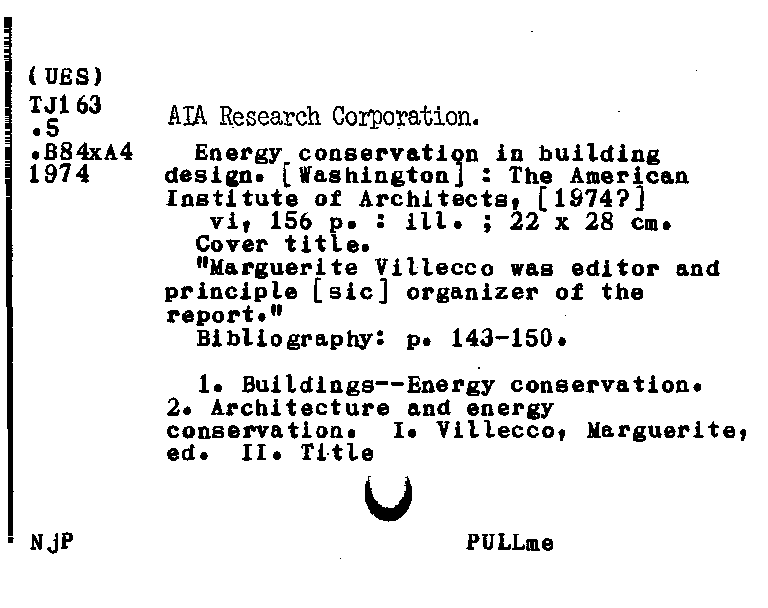 (UES)
TJ163
.5
.B84xA4
1974
AIA Research Corporation.
Energy conservation in building
design. [Washington] : The American
Institute of Architects, [1974?]
vi, 156 p. : ill. ; 22 x 28 cm.
Cover title.
"Marguerite Villecco was editor and
principle [sic] organizer of the
report."
Bibliography: p. 143-150.
1. Buildings--Energy conservation.
2. Architecture and energy
conservation. I. Villecco, Marguerite,
ed. II. Title
NjP PULLme